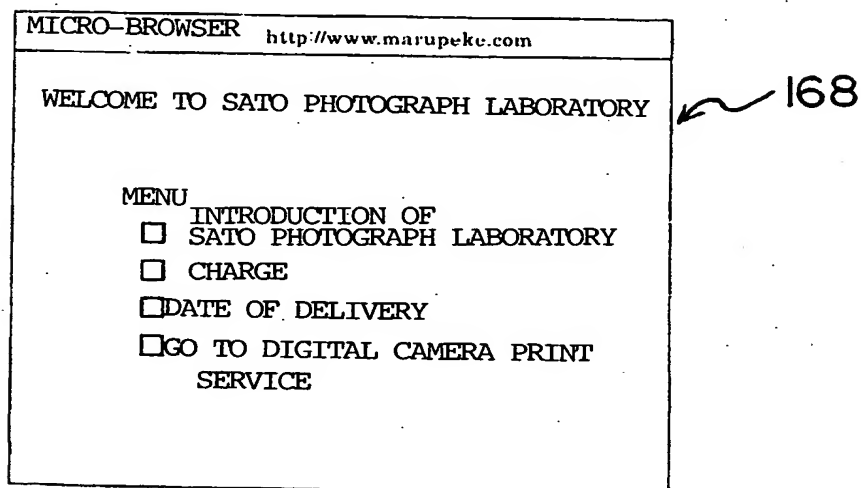 MICRO-BROWSER http://www.marupeke.com
WELCOME TO SATO PHOTOGRAPH LABORATORY
168
MENU
INTRODUCTION OF
□ SATO PHOTOGRAPH LABORATORY
□ CHARGE
□DATE OF DELIVERY
□GO TO DIGITAL CAMERA PRINT
SERVICE